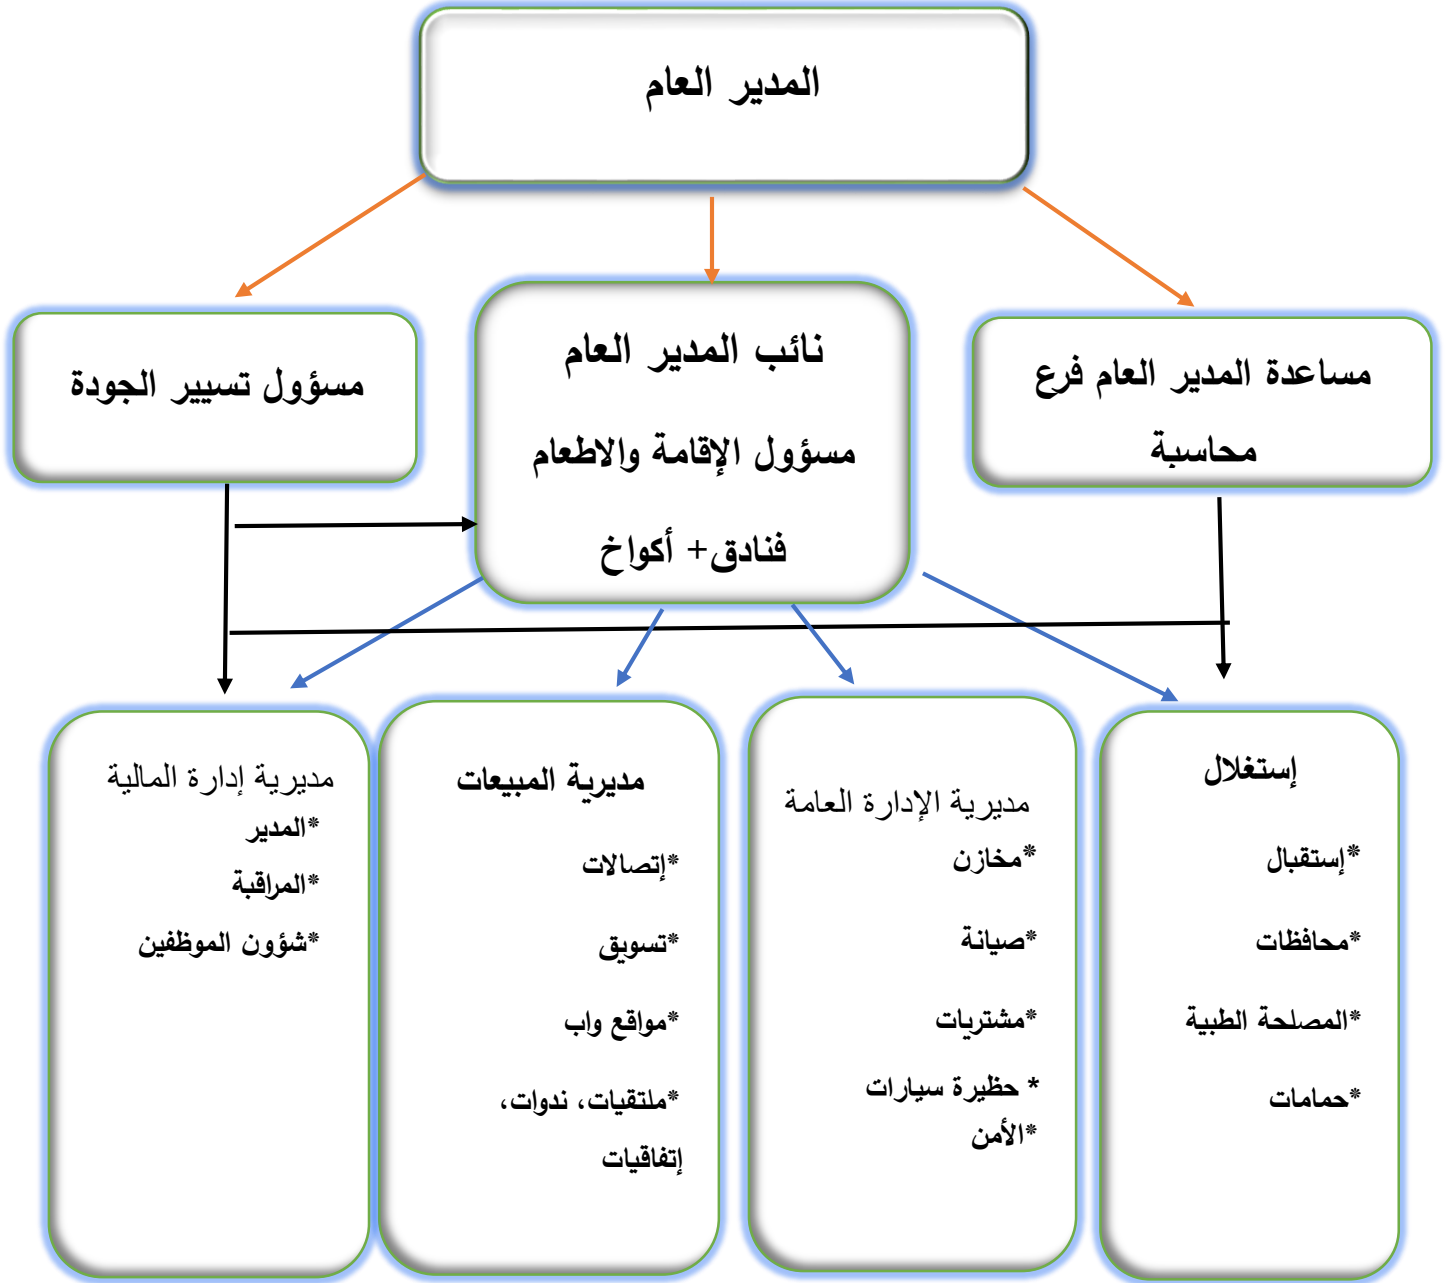 المدير العام
مساعدة المدير العام فرع
محاسبة
نائب المدير العام
مسؤول الإقامة والاطعام
فنادق+ أكواخ
مسؤول تسيير الجودة
إستغلال
*إستقبال
*محافظات
*المصلحة الطبية
*حمامات
مديرية الإدارة العامة
*مخازن
*صيانة
*مشتريات
* حظيرة سيارات
*الأمن
مديرية المبيعات
*إتصالات
*تسويق
*مواقع واب
*ملتقيات، ندوات،
إتفاقيات
مديرية إدارة المالية
*المدير
*المراقبة
*شؤون الموظفين